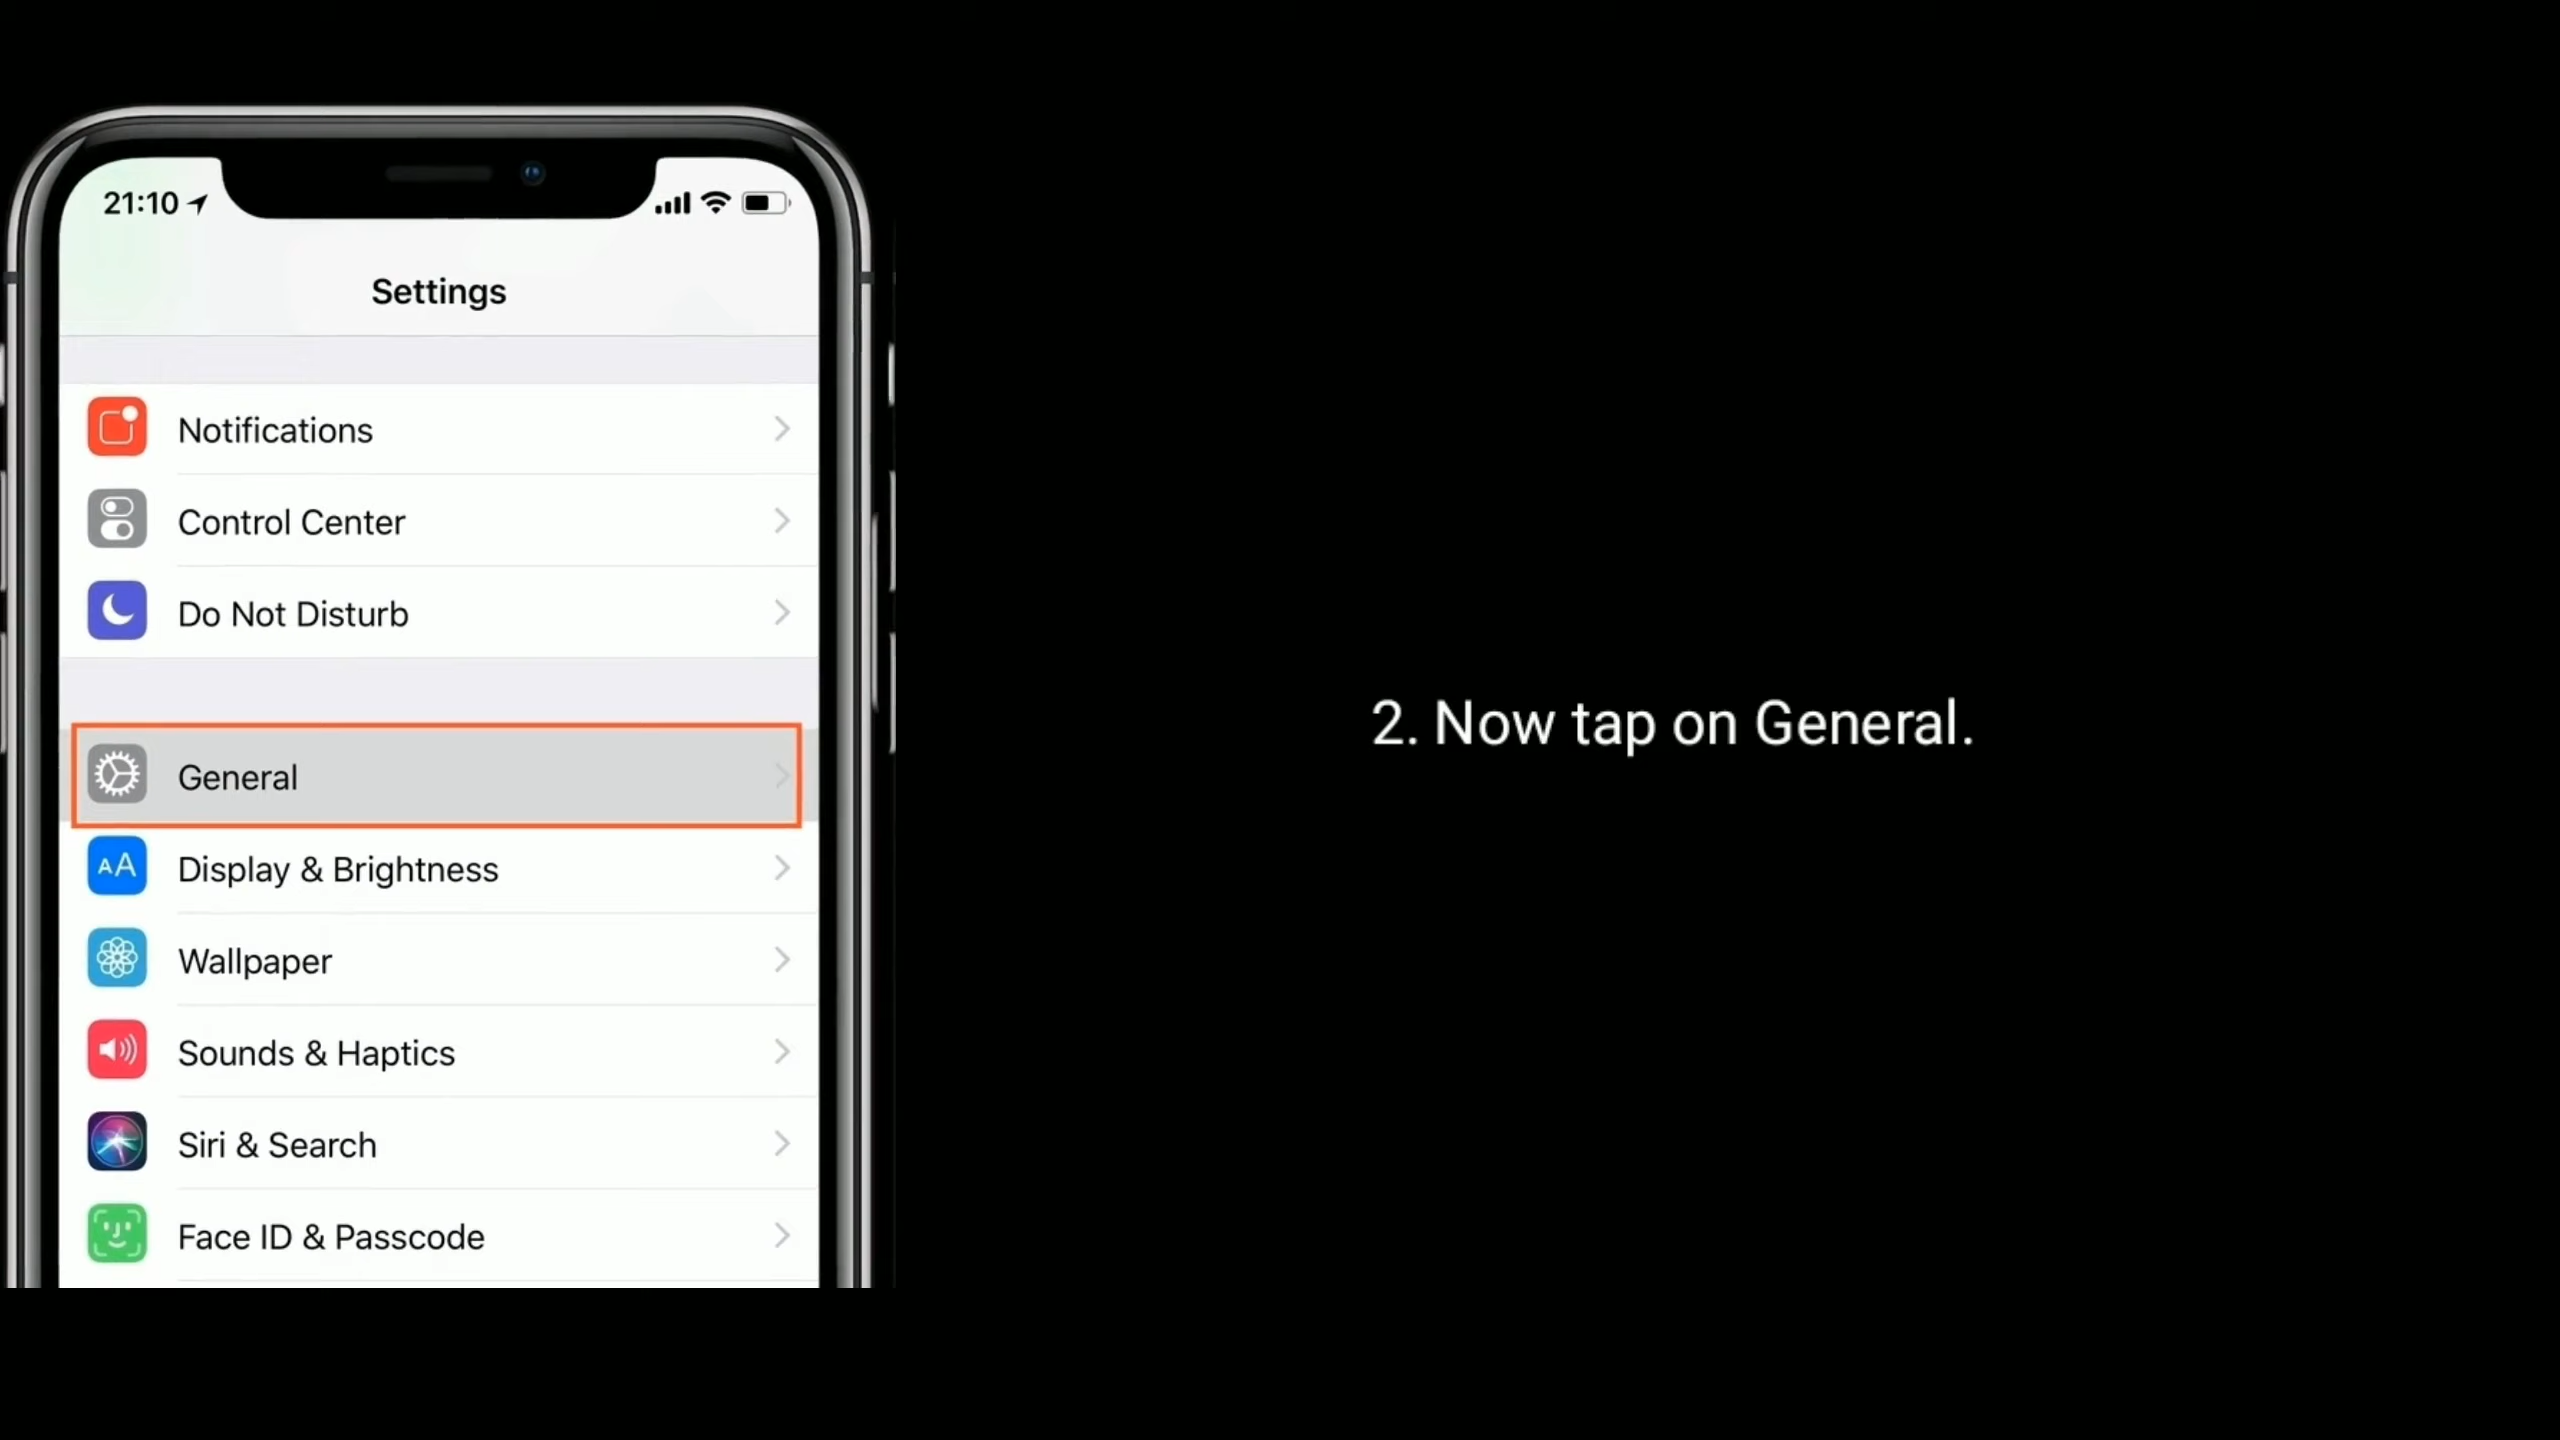 21:10
Settings
Notifications
Control Center
Do Not Disturb
General
AA Display & Brightness
Wallpaper
Sounds & Haptics
Siri & Search
Face ID & Passcode
2. Now tap on General.